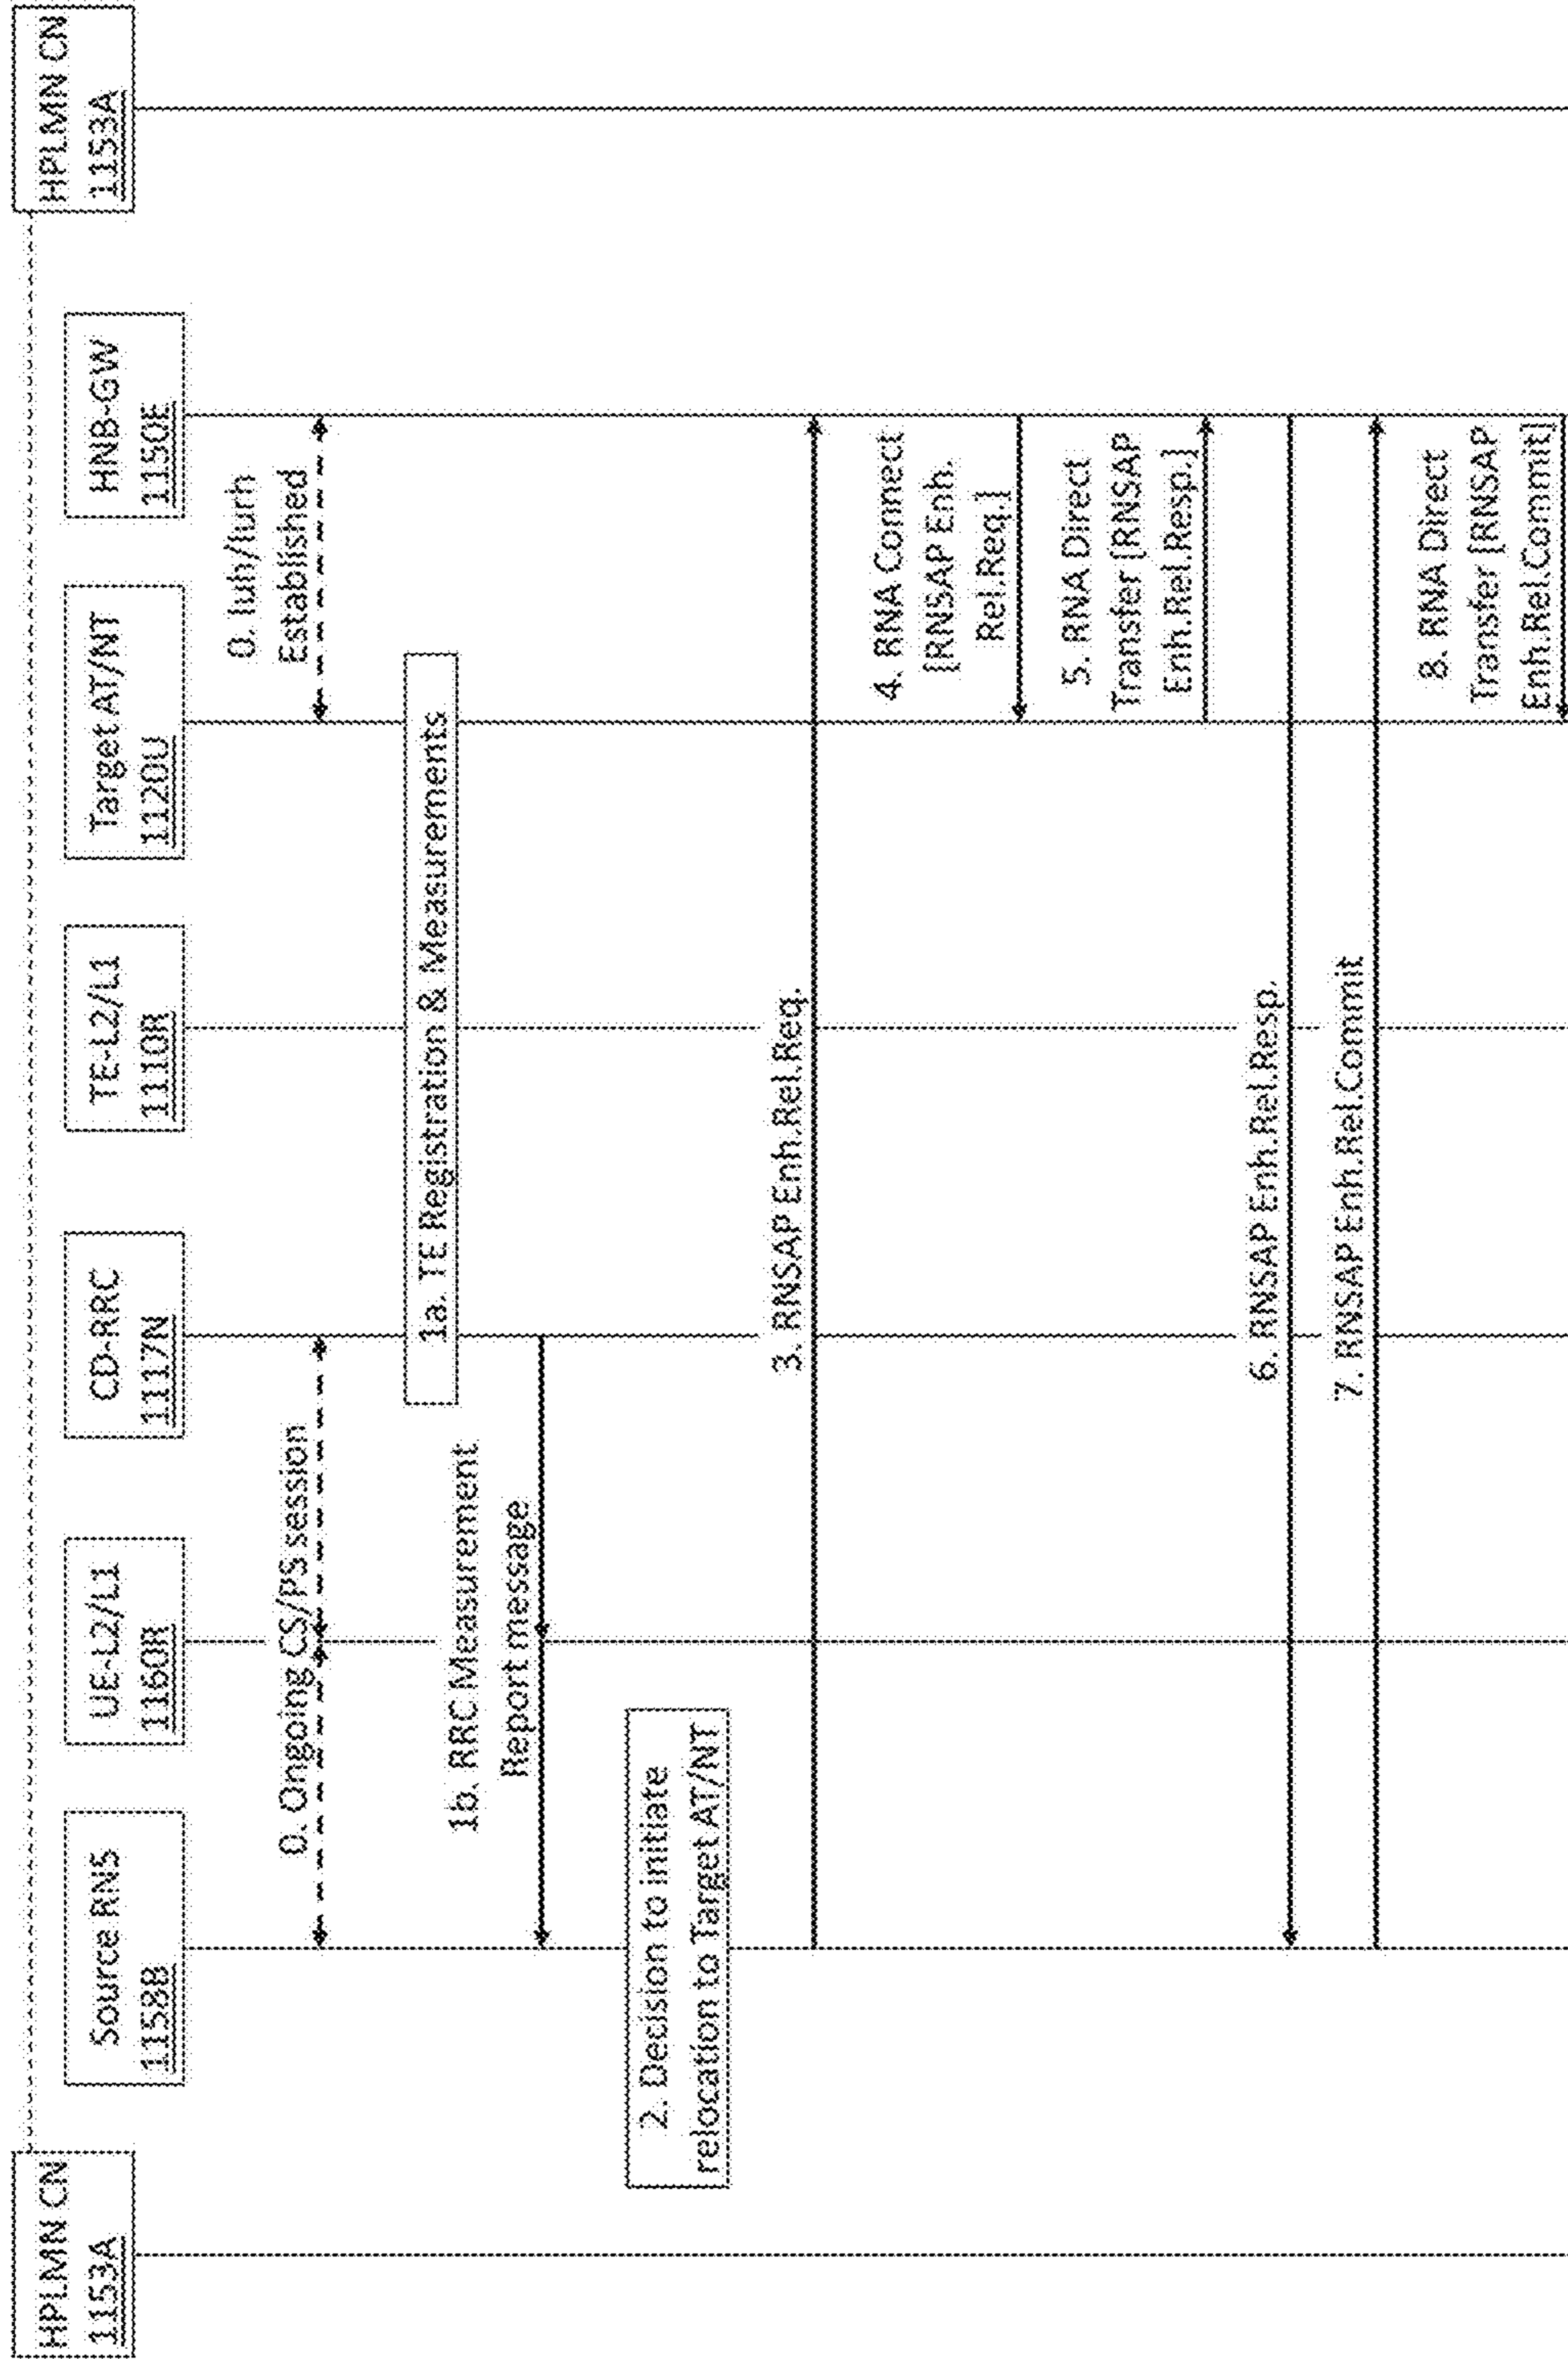 HPLMN CN
1153A
Source RNS
1158B
UE-L2/L1
1160R
CD-RRC
1117N
TE-L2/L1
1110R
Target AT/NT
1120U
HNB-GW
1150E
HPLMN CN
1153A
0. Ongoing CS/PS session
0. Iuh/Iurh
Established
1a. TE Registration & Measurements
1b. RRC Measurement
Report message
2. Decision to initiate
relocation to Target AT/NT
3. RNSAP Enh.Rel.Req.
4. RNA Connect
[RNSAP Enh.
Rel.Req.]
5. RNA Direct
Transfer [RNSAP
Enh.Rel.Resp.]
6. RNSAP Enh.Rel.Resp.
7. RNSAP Enh.Rel.Commit
8. RNA Direct
Transfer [RNSAP
Enh.Rel.Commit]